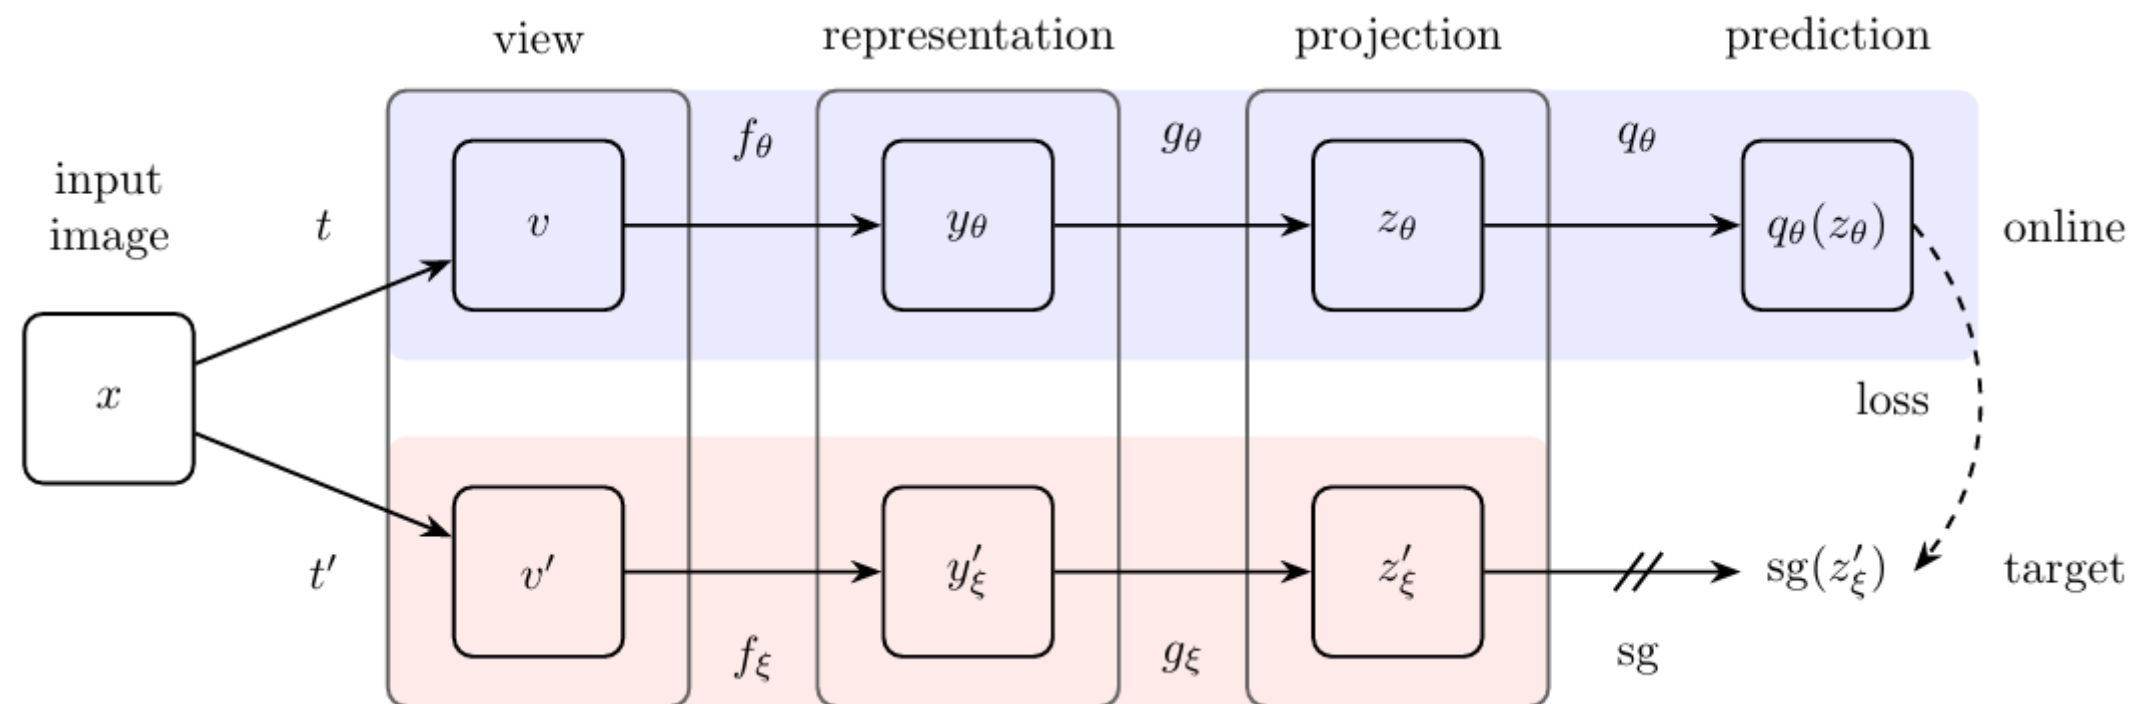 view
representation
projection
prediction
input
image
t
v
f_θ
y_θ
g_θ
z_θ
q_θ
q_θ(z_θ)
online
x
loss
t′
v′
f_ξ
y′_ξ
g_ξ
z′_ξ
sg
sg(z′_ξ)
target